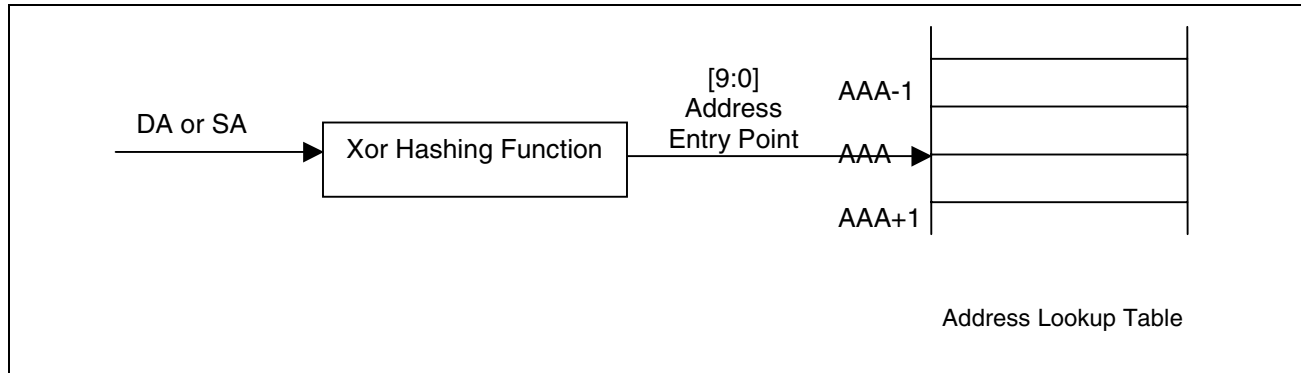 DA or SA
Xor Hashing Function
[9:0]
Address
Entry Point
AAA-1
AAA
AAA+1
Address Lookup Table